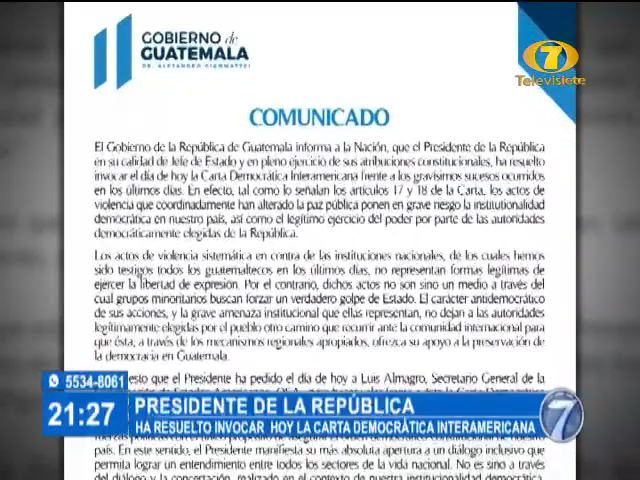 GOBIERNO de
GUATEMALA
DR. ALEJANDRO GIAMMATTEI
7
Televisiete
COMUNICADO
El Gobierno de la República de Guatemala informa a la Nación, que el Presidente de la República
en su calidad de Jefe de Estado y en pleno ejercicio de sus atribuciones constitucionales, ha resuelto
invocar el día de hoy la Carta Democrática Interamericana frente a los gravísimos sucesos ocurridos
en los últimos días. En efecto, tal como lo señalan los artículos 17 y 18 de la Carta, los actos de
violencia que coordinadamente han alterado la paz pública ponen en grave riesgo la institucionalidad
democrática en nuestro país, así como el legítimo ejercicio del poder por parte de las autoridades
democráticamente elegidas de la República.
Los actos de violencia sistemática en contra de las instituciones nacionales, de los cuales hemos
sido testigos todos los guatemaltecos en los últimos días, no representan formas legítimas de
ejercer la libertad de expresión. Por el contrario, dichos actos no son sino un medio a través del
cual grupos minoritarios buscan forzar un verdadero golpe de Estado. El carácter antidemocrático
de sus acciones, y la grave amenaza institucional que ellas representan, no dejan a las autoridades
legítimamente elegidas por el pueblo otro camino que recurrir ante la comunidad internacional para
que ésta, a través de los mecanismos regionales apropiados, ofrezca su apoyo a la preservación de
la democracia en Guatemala.
esto que el Presidente ha pedido el día de hoy a Luis Almagro, Secretario General de la
5534-8061
21:27
PRESIDENTE DE LA REPÚBLICA
HA RESUELTO INVOCAR HOY LA CARTA DEMOCRÁTICA INTERAMERICANA
7
país. En este sentido, el Presidente manifiesta su más absoluta apertura a un diálogo inclusivo que
permita lograr un entendimiento entre todos los sectores de la vida nacional. No es sino a través
del diálogo y la concertación, realizado en el contexto de nuestra institucionalidad democrática,